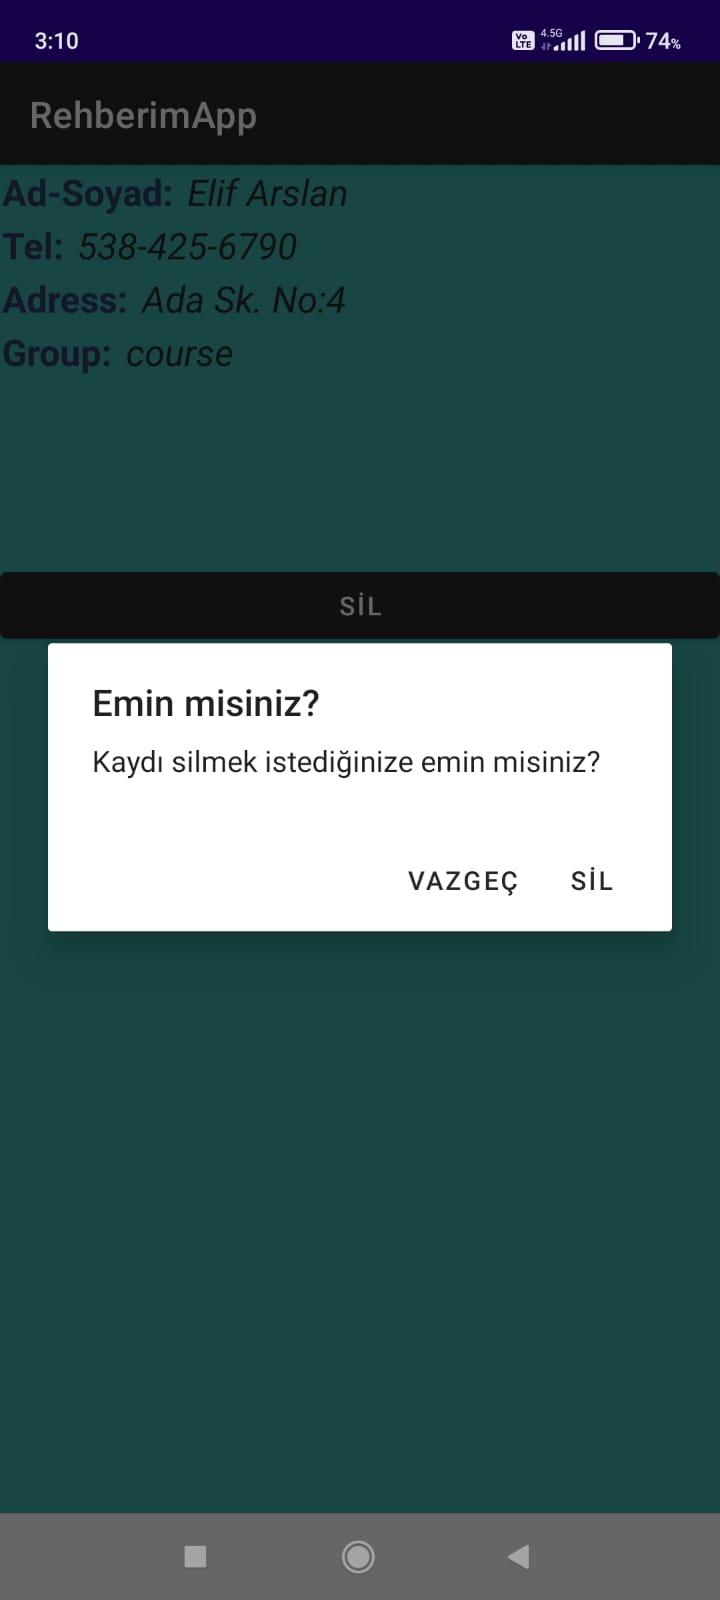 3:10
Vo LTE 4.5G 74%
RehberimApp
Ad-Soyad: Elif Arslan
Tel: 538-425-6790
Adress: Ada Sk. No:4
Group: course
SİL
Emin misiniz?
Kaydı silmek istediğinize emin misiniz?
VAZGEÇ SİL